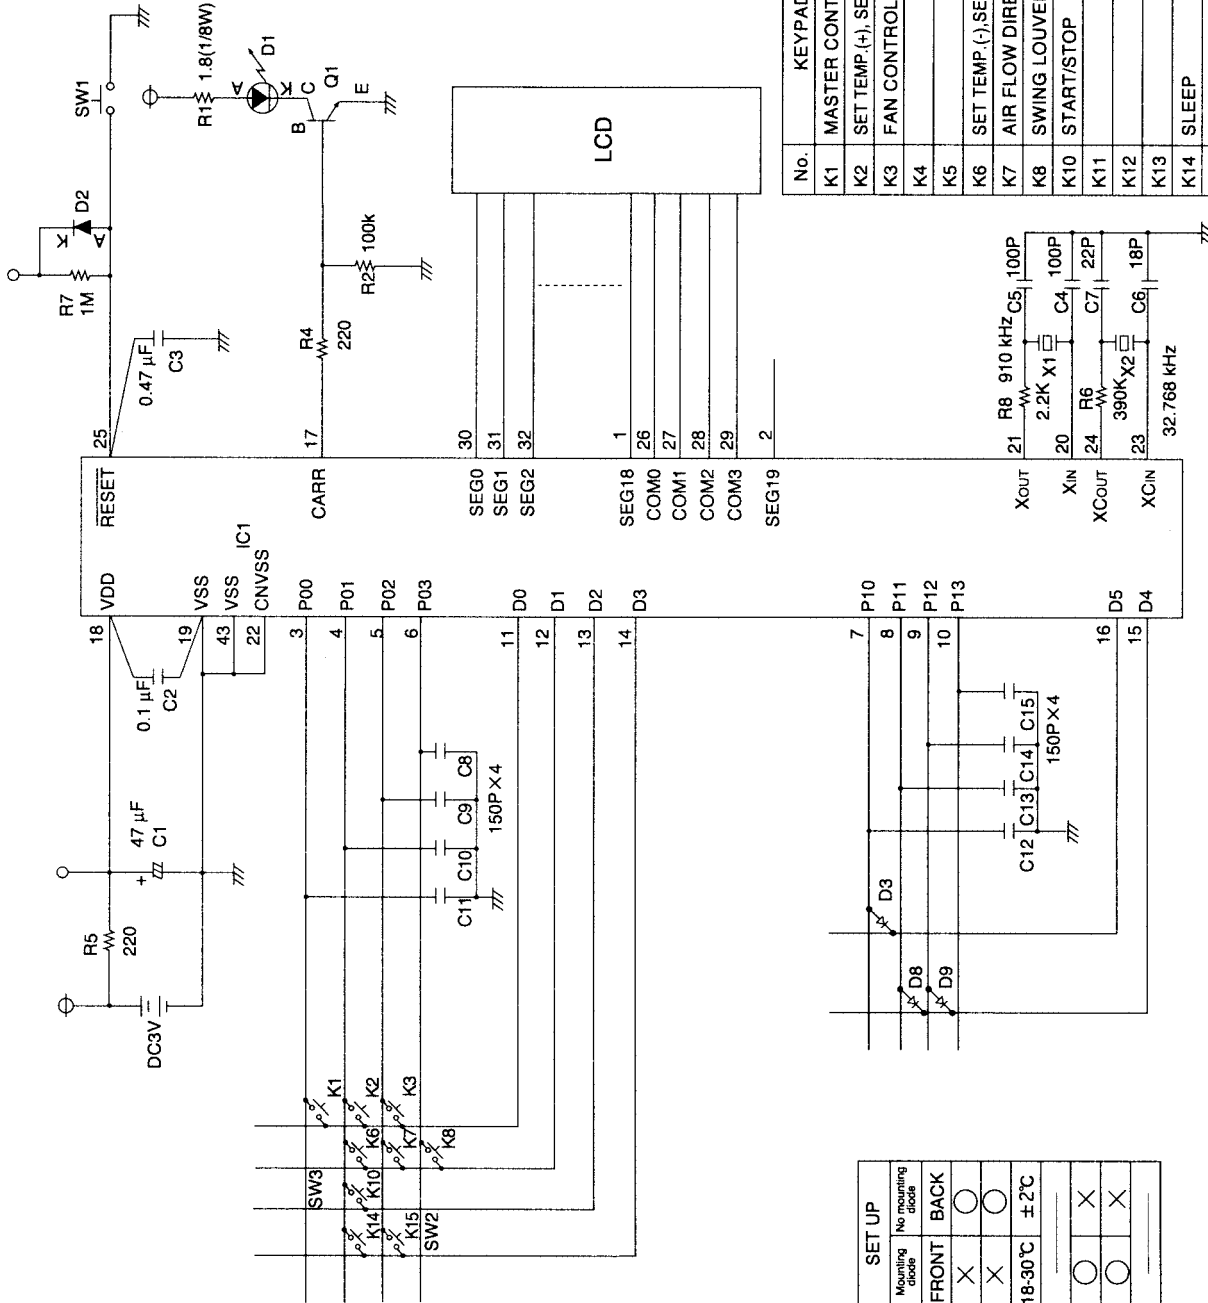 SW1
R1 1.8(1/8W)
A
D1
K
C
Q1
B
E
D2
K
A
R7
1M
0.47 µF
C3
R4
220
R2 100k
LCD
25
17
30
31
32
1
26
27
28
29
2
21
20
24
23
RESET
CARR
SEG0
SEG1
SEG2
SEG18
COM0
COM1
COM2
COM3
SEG19
XOUT
XIN
XCOUT
XCIN
R8 910 kHz C5 100P
2.2K X1 C4 100P
R6 C7 22P
390K X2 C6 18P
32.768 kHz
IC1
VDD
VSS
VSS
CNVSS
P00
P01
P02
P03
D0
D1
D2
D3
P10
P11
P12
P13
D5
D4
18
19
43
22
3
4
5
6
11
12
13
14
7
8
9
10
16
15
0.1 µF
C2
47 µF
C1
+
R5
220
DC3V
C11 C10 C9 C8
150P×4
C12 C13 C14 C15
150P×4
D3
D8
D9
K1
K2
K3
K6
K7
K8
K10
K14
K15
SW3
SW2
No. KEYPAD
K1 MASTER CONT
K2 SET TEMP.(+), SE
K3 FAN CONTROL
K4
K5
K6 SET TEMP.(-),SE
K7 AIR FLOW DIRE
K8 SWING LOUVE
K10 START/STOP
K11
K12
K13
K14 SLEEP
SET UP
Mounting diode No mounting diode
FRONT BACK
× ○
× ○
18-30°C ±2°C
○ ×
○ ×